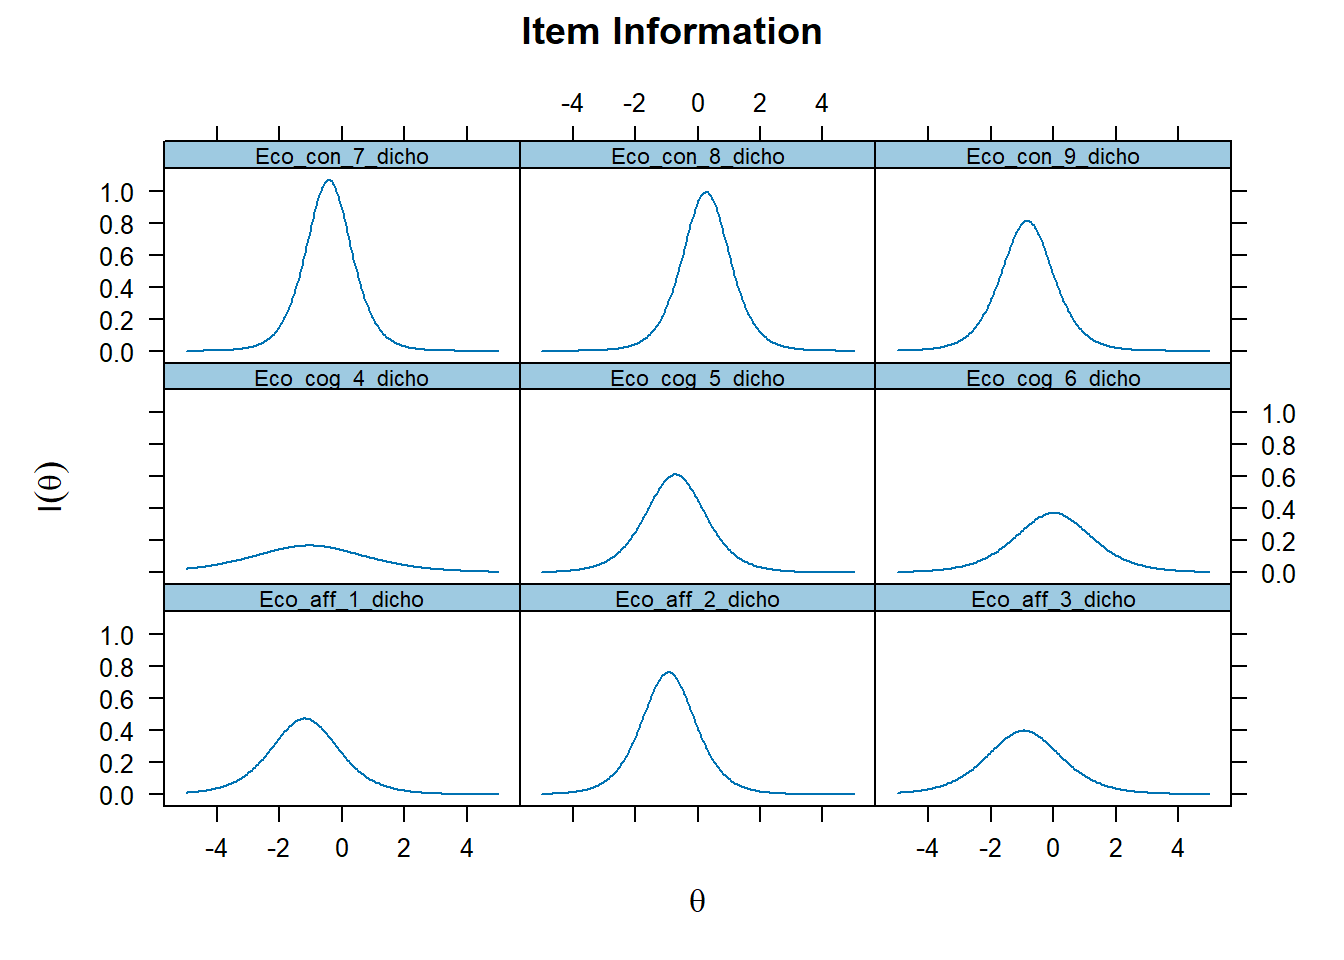 Item Information
-4 -2 0 2 4
Eco_con_7_dicho Eco_con_8_dicho Eco_con_9_dicho
1.0
0.8
0.6
0.4
0.2
0.0
Eco_cog_4_dicho Eco_cog_5_dicho Eco_cog_6_dicho
1.0
0.8
0.6
0.4
0.2
0.0
I(θ)
Eco_aff_1_dicho Eco_aff_2_dicho Eco_aff_3_dicho
1.0
0.8
0.6
0.4
0.2
0.0
-4 -2 0 2 4 -4 -2 0 2 4
θ